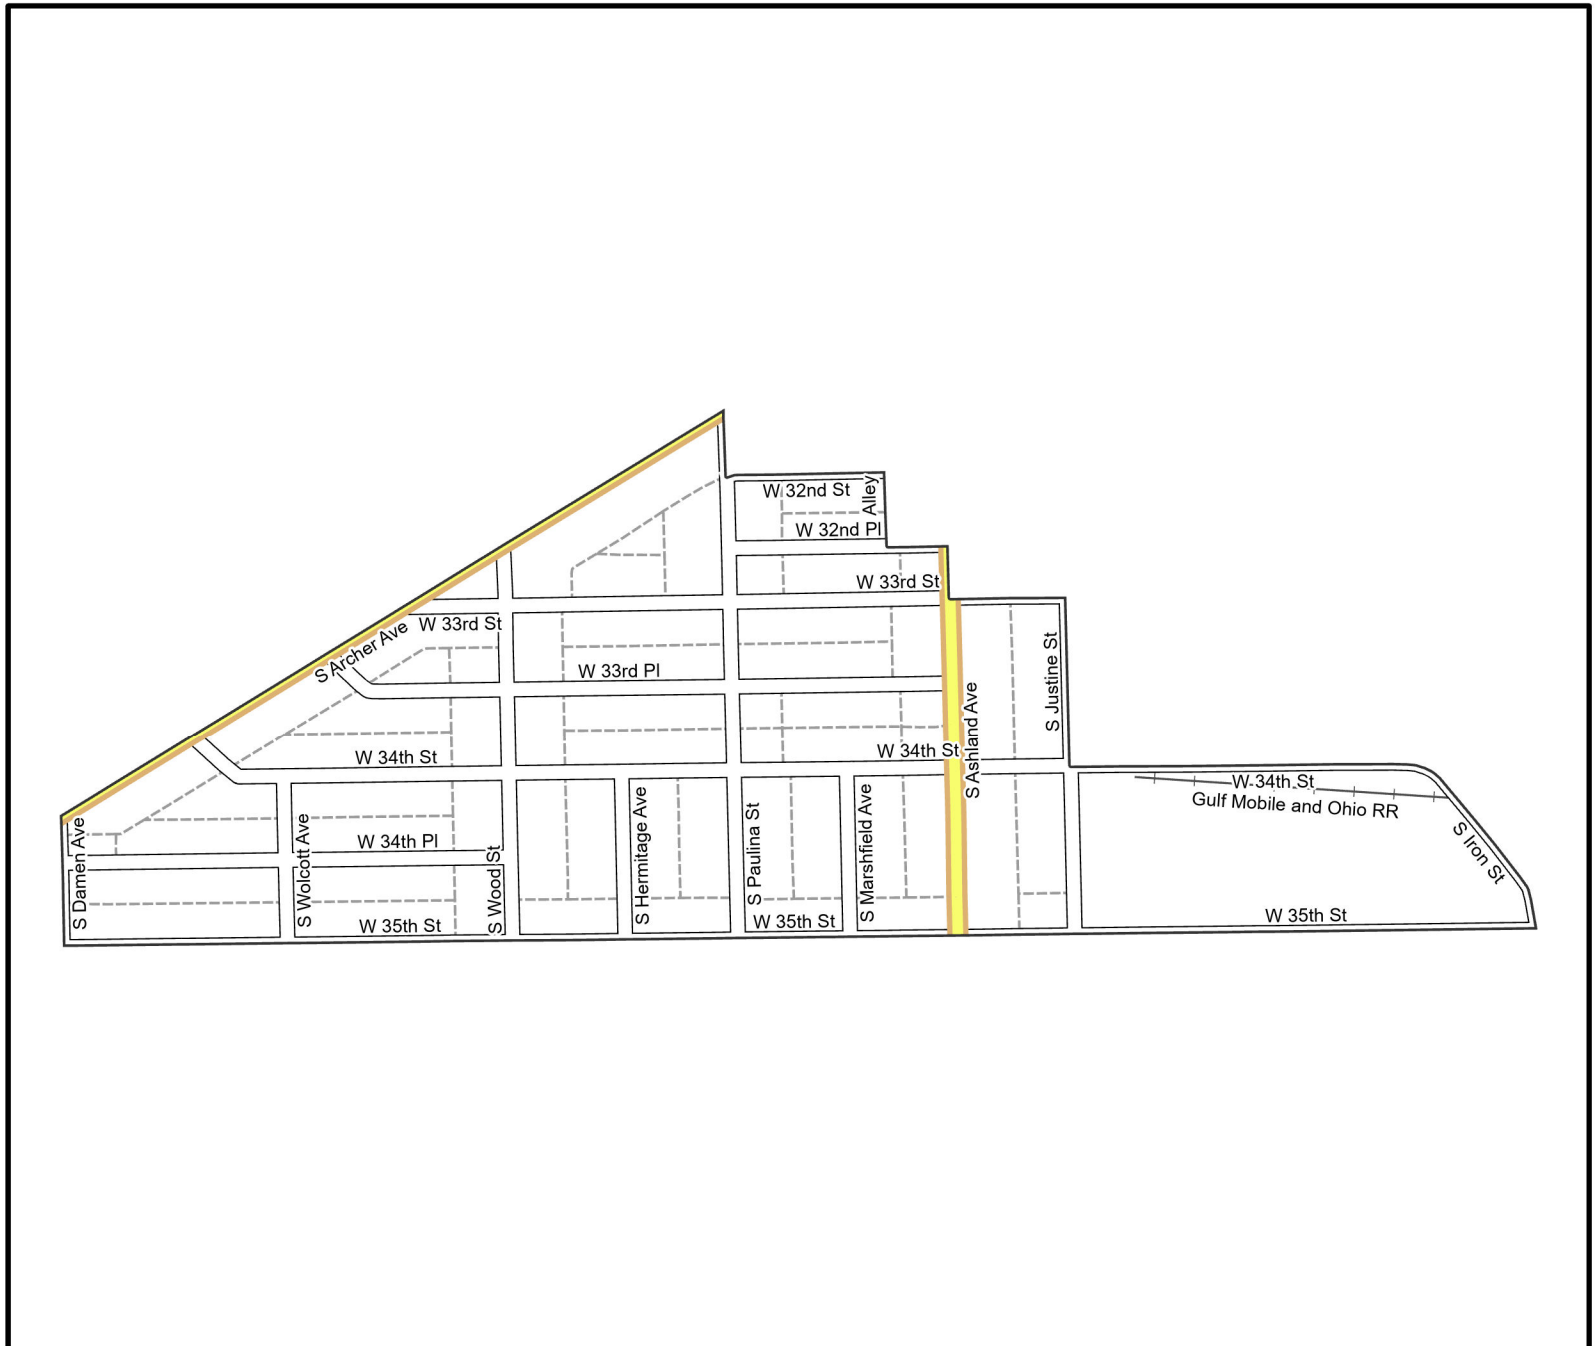 W 32nd St
Alley
W 32nd Pl
W 33rd St
W 33rd St
S Archer Ave
W 33rd Pl
S Justine St
S Ashland Ave
W 34th St
W 34th St
W 34th St
Gulf Mobile and Ohio RR
S Iron St
S Damen Ave
S Wolcott Ave
W 34th Pl
S Wood St
S Hermitage Ave
S Paulina St
S Marshfield Ave
W 35th St
W 35th St
W 35th St